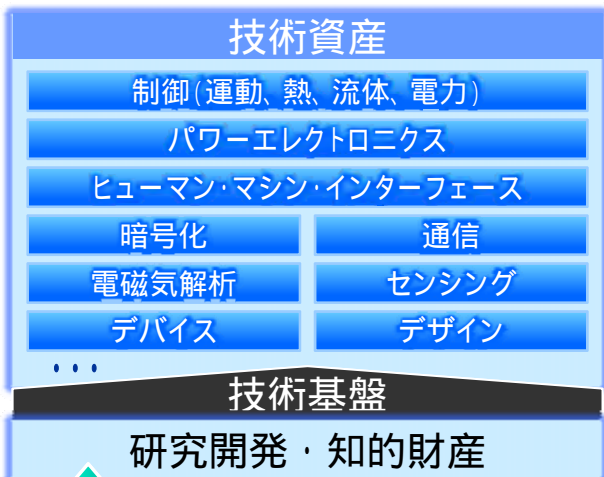 技術資産
制御(運動、熱、流体、電力)
パワーエレクトロニクス
ヒューマン・マシン・インターフェース
暗号化
通信
電磁気解析
センシング
デバイス
デザイン
・・・
技術基盤
研究開発・知的財産